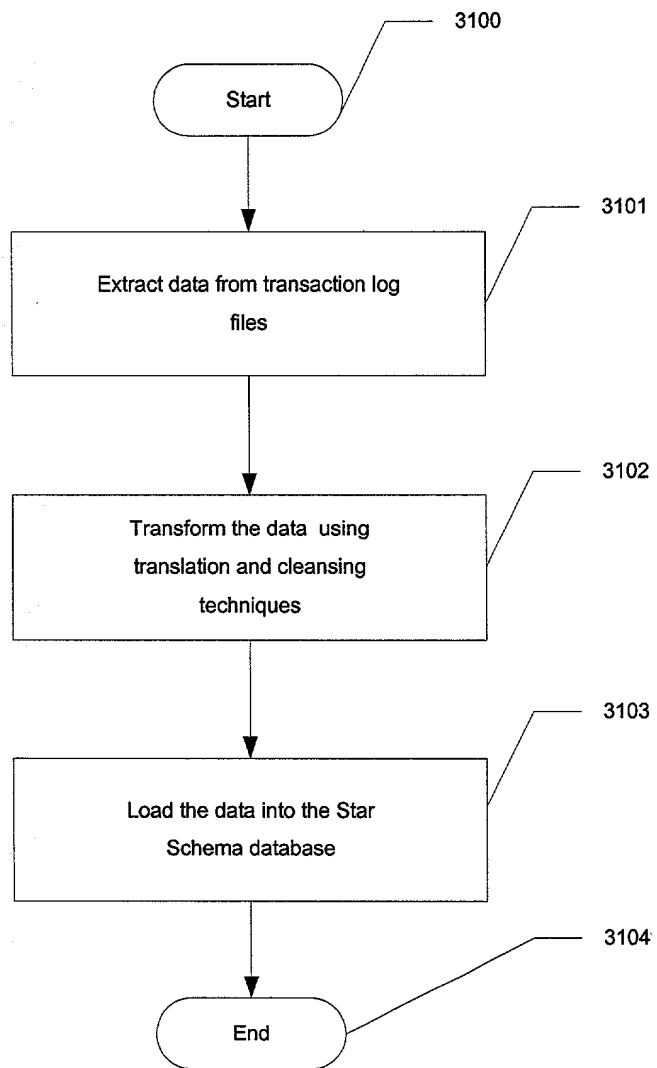 3100
Start
3101
Extract data from transaction log
files
3102
Transform the data using
translation and cleansing
techniques
3103
Load the data into the Star
Schema database
3104
End